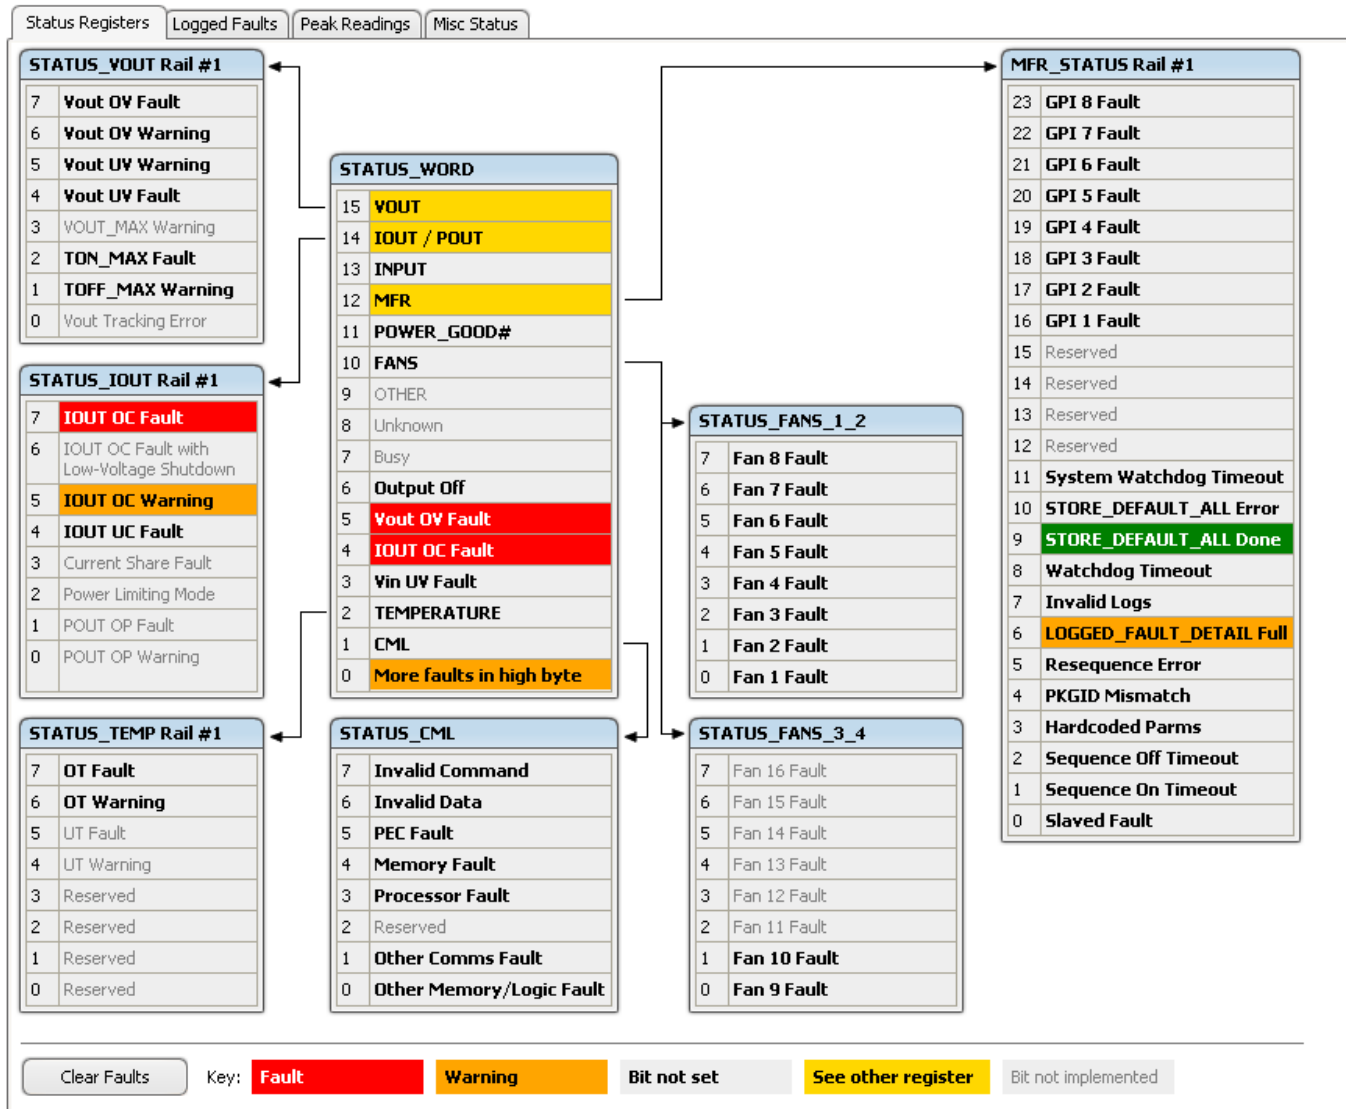 Status Registers
Logged Faults
Peak Readings
Misc Status
STATUS_VOUT Rail #1
7 Vout OV Fault
6 Vout OV Warning
5 Vout UV Warning
4 Vout UV Fault
3 VOUT_MAX Warning
2 TON_MAX Fault
1 TOFF_MAX Warning
0 Vout Tracking Error
STATUS_IOUT Rail #1
7 IOUT OC Fault
6 IOUT OC Fault with
Low-Voltage Shutdown
5 IOUT OC Warning
4 IOUT UC Fault
3 Current Share Fault
2 Power Limiting Mode
1 POUT OP Fault
0 POUT OP Warning
STATUS_TEMP Rail #1
7 OT Fault
6 OT Warning
5 UT Fault
4 UT Warning
3 Reserved
2 Reserved
1 Reserved
0 Reserved
STATUS_WORD
15 VOUT
14 IOUT / POUT
13 INPUT
12 MFR
11 POWER_GOOD#
10 FANS
9 OTHER
8 Unknown
7 Busy
6 Output Off
5 Vout OV Fault
4 IOUT OC Fault
3 Vin UV Fault
2 TEMPERATURE
1 CML
0 More faults in high byte
STATUS_CML
7 Invalid Command
6 Invalid Data
5 PEC Fault
4 Memory Fault
3 Processor Fault
2 Reserved
1 Other Comms Fault
0 Other Memory/Logic Fault
STATUS_FANS_1_2
7 Fan 8 Fault
6 Fan 7 Fault
5 Fan 6 Fault
4 Fan 5 Fault
3 Fan 4 Fault
2 Fan 3 Fault
1 Fan 2 Fault
0 Fan 1 Fault
STATUS_FANS_3_4
7 Fan 16 Fault
6 Fan 15 Fault
5 Fan 14 Fault
4 Fan 13 Fault
3 Fan 12 Fault
2 Fan 11 Fault
1 Fan 10 Fault
0 Fan 9 Fault
MFR_STATUS Rail #1
23 GPI 8 Fault
22 GPI 7 Fault
21 GPI 6 Fault
20 GPI 5 Fault
19 GPI 4 Fault
18 GPI 3 Fault
17 GPI 2 Fault
16 GPI 1 Fault
15 Reserved
14 Reserved
13 Reserved
12 Reserved
11 System Watchdog Timeout
10 STORE_DEFAULT_ALL Error
9 STORE_DEFAULT_ALL Done
8 Watchdog Timeout
7 Invalid Logs
6 LOGGED_FAULT_DETAIL Full
5 Resequence Error
4 PKGID Mismatch
3 Hardcoded Parms
2 Sequence Off Timeout
1 Sequence On Timeout
0 Slaved Fault
Clear Faults
Key:
Fault
Warning
Bit not set
See other register
Bit not implemented